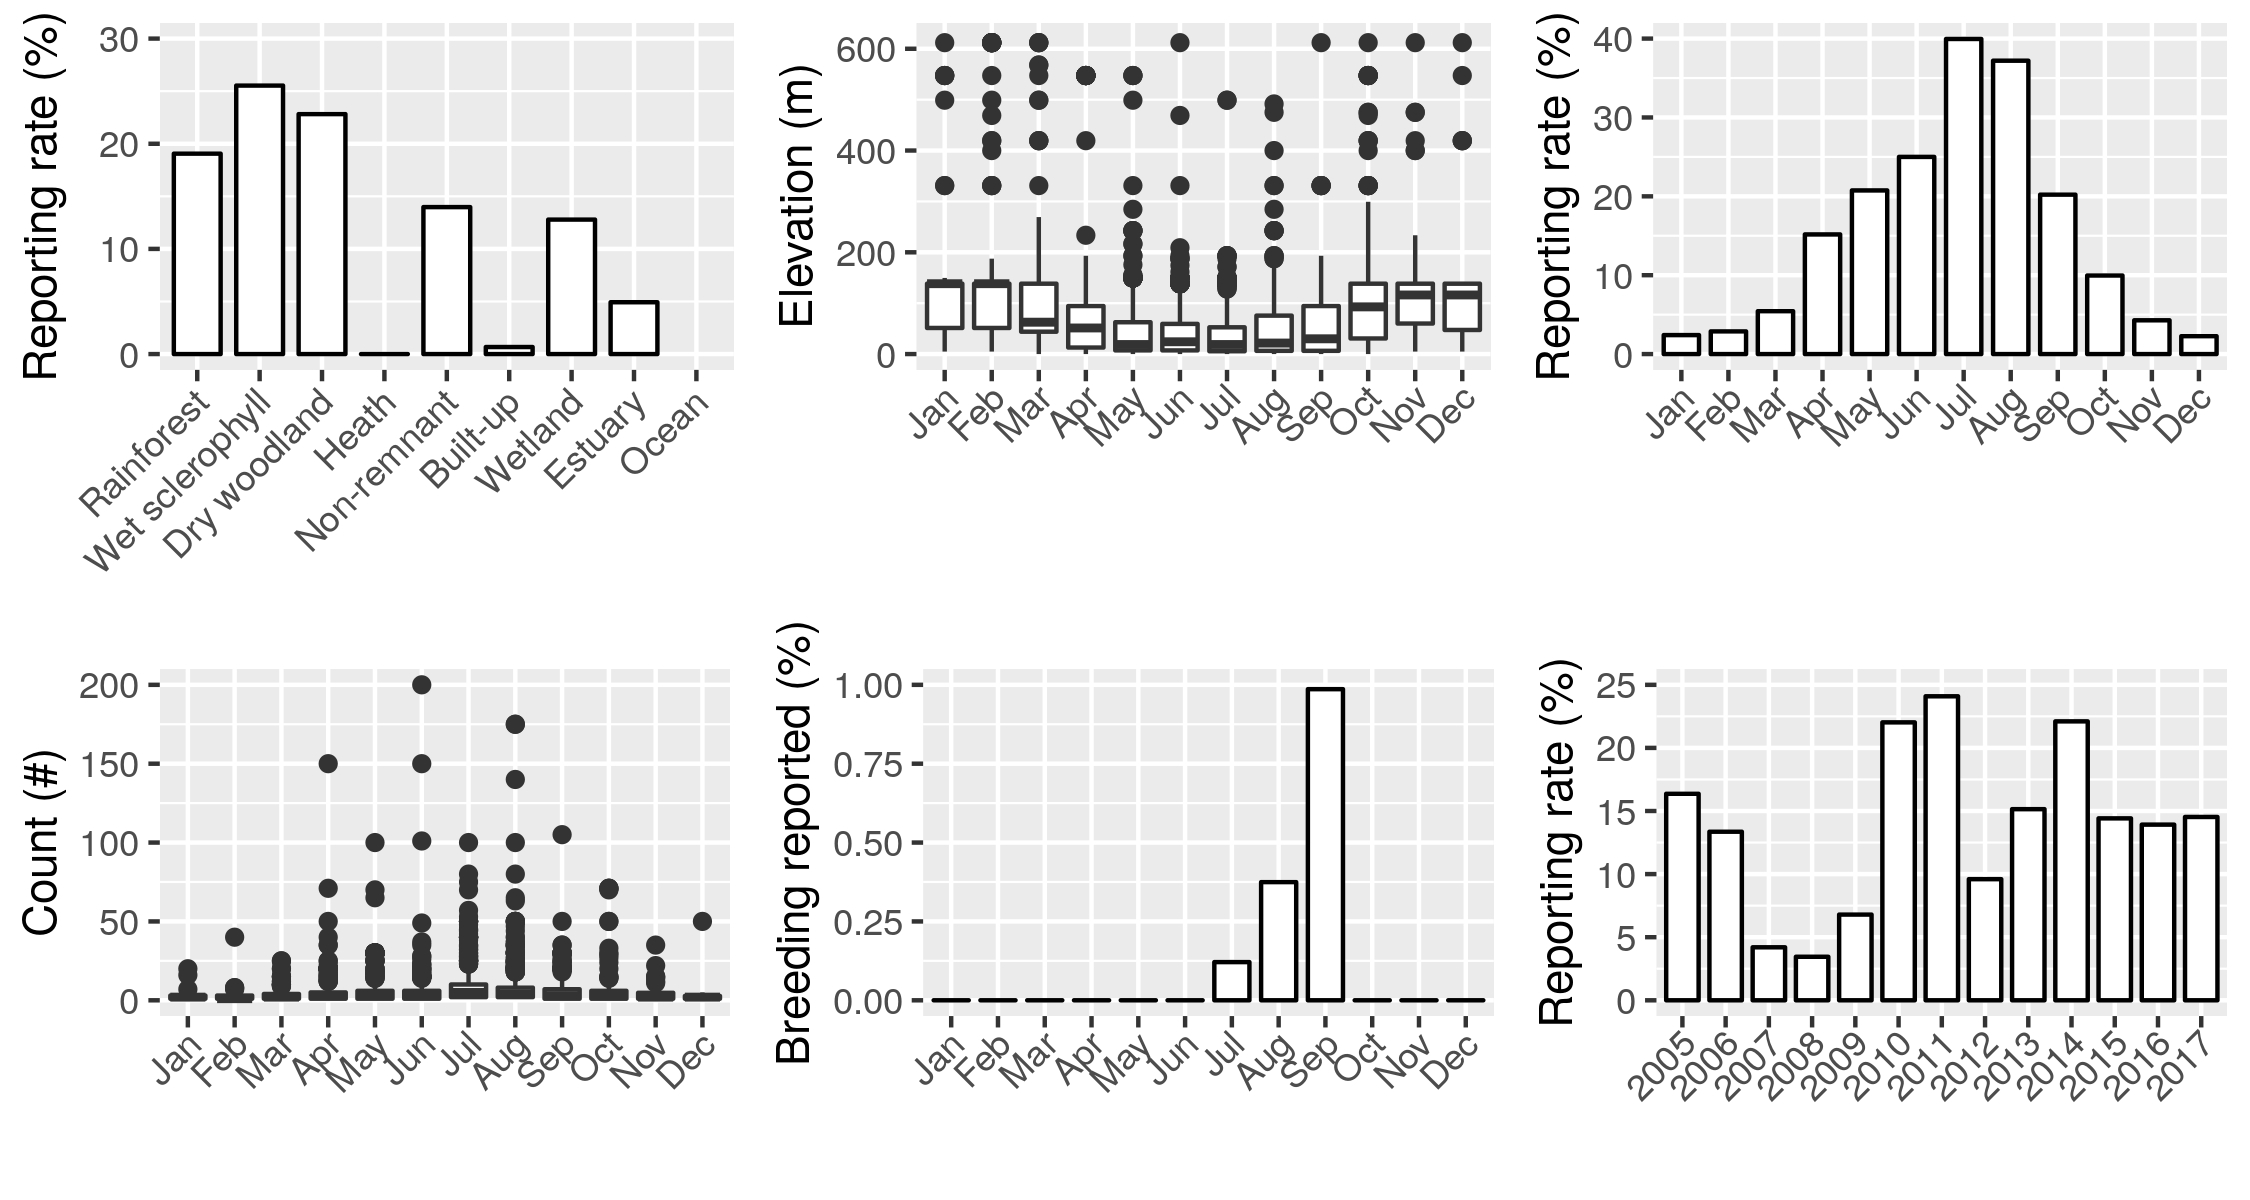 Reporting rate (%)
30
20
10
0
Rainforest
Wet sclerophyll
Dry woodland
Heath
Non-remnant
Built-up
Wetland
Estuary
Ocean
Elevation (m)
600
400
200
0
Jan
Feb
Mar
Apr
May
Jun
Jul
Aug
Sep
Oct
Nov
Dec
Reporting rate (%)
40
30
20
10
0
Jan
Feb
Mar
Apr
May
Jun
Jul
Aug
Sep
Oct
Nov
Dec
Count (#)
200
150
100
50
0
Jan
Feb
Mar
Apr
May
Jun
Jul
Aug
Sep
Oct
Nov
Dec
Breeding reported (%)
1.00
0.75
0.50
0.25
0.00
Jan
Feb
Mar
Apr
May
Jun
Jul
Aug
Sep
Oct
Nov
Dec
Reporting rate (%)
25
20
15
10
5
0
2005
2006
2007
2008
2009
2010
2011
2012
2013
2014
2015
2016
2017